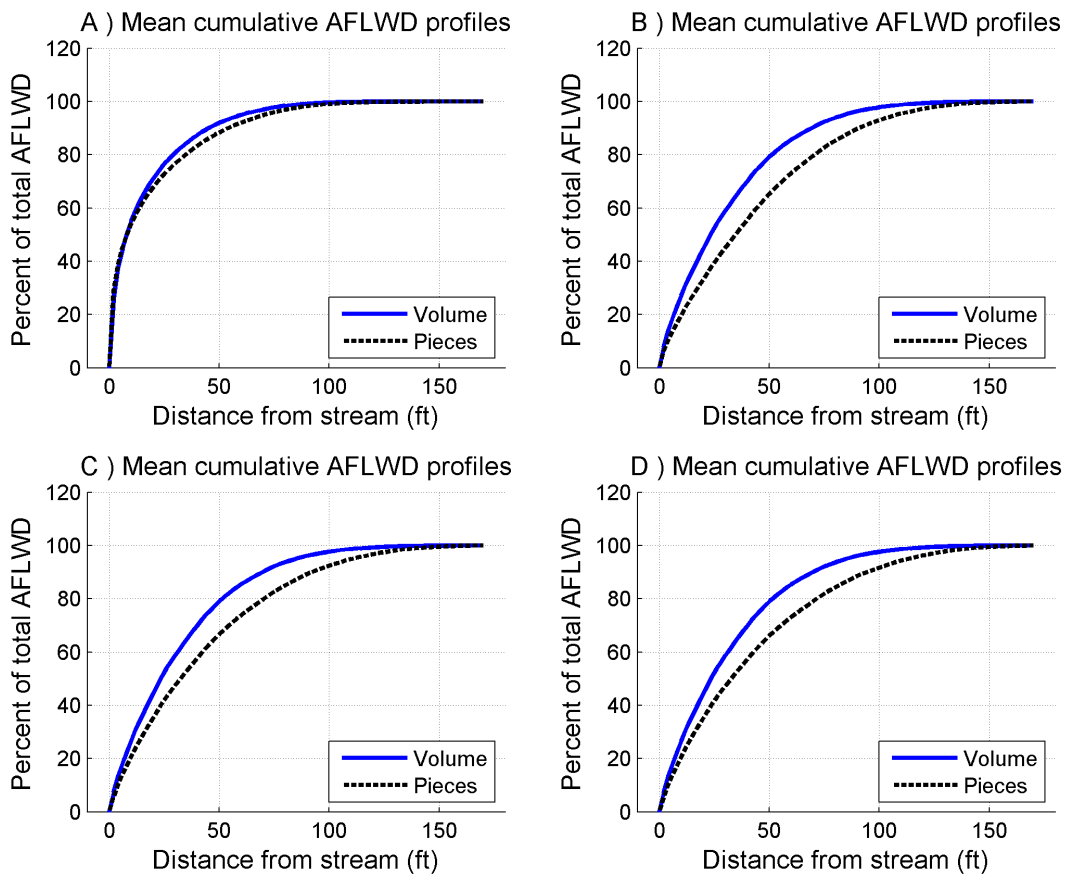 A ) Mean cumulative AFLWD profiles
120
100
80
60
40
20
0
Percent of total AFLWD
0 50 100 150
Distance from stream (ft)
Volume
Pieces
B ) Mean cumulative AFLWD profiles
120
100
80
60
40
20
0
Percent of total AFLWD
0 50 100 150
Distance from stream (ft)
Volume
Pieces
C ) Mean cumulative AFLWD profiles
120
100
80
60
40
20
0
Percent of total AFLWD
0 50 100 150
Distance from stream (ft)
Volume
Pieces
D ) Mean cumulative AFLWD profiles
120
100
80
60
40
20
0
Percent of total AFLWD
0 50 100 150
Distance from stream (ft)
Volume
Pieces